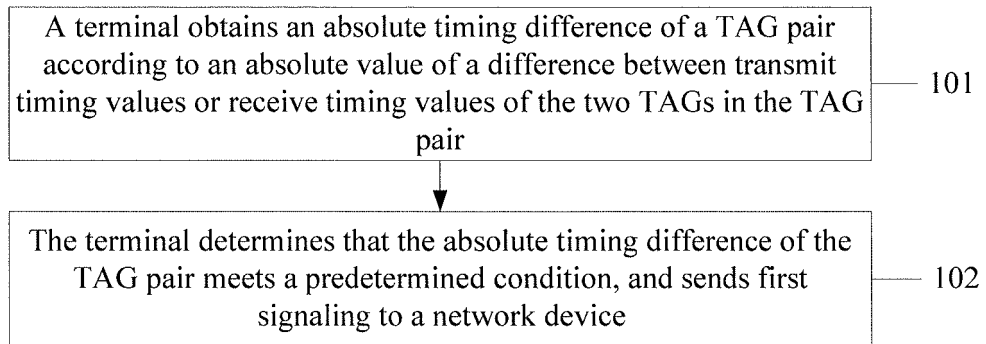 A terminal obtains an absolute timing difference of a TAG pair
according to an absolute value of a difference between transmit
timing values or receive timing values of the two TAGs in the TAG
pair
101
The terminal determines that the absolute timing difference of the
TAG pair meets a predetermined condition, and sends first
signaling to a network device
102